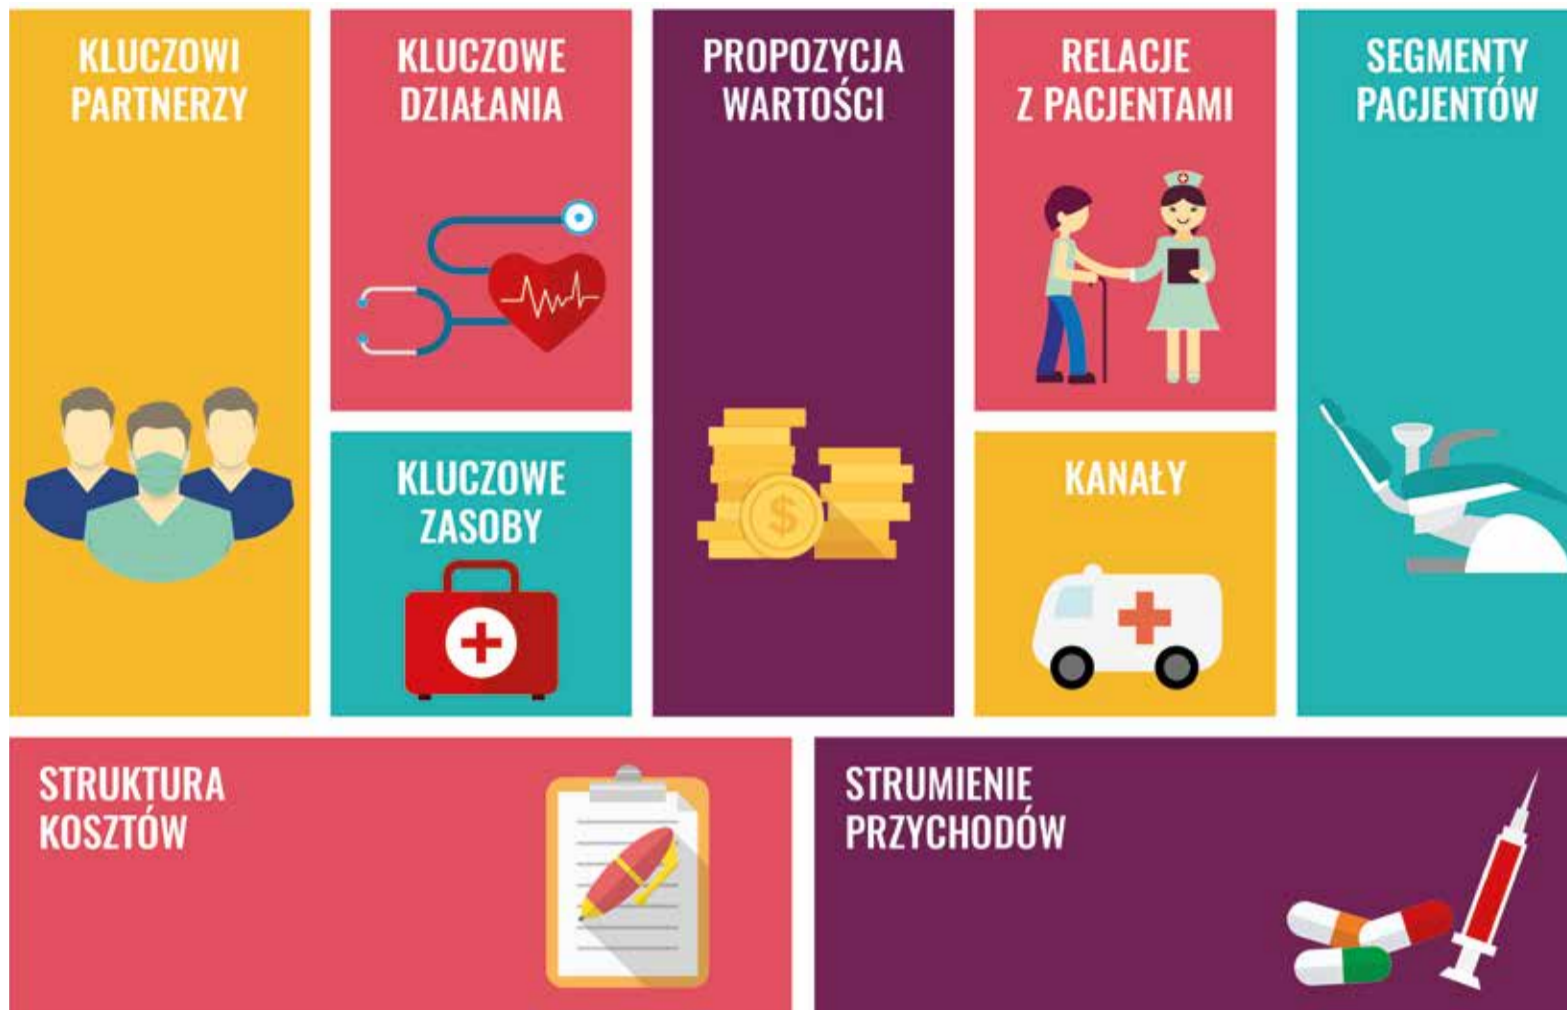 KLUCZOWI
PARTNERZY
KLUCZOWE
DZIAŁANIA
KLUCZOWE
ZASOBY
PROPOZYCJA
WARTOŚCI
RELACJE
Z PACJENTAMI
KANAŁY
SEGMENTY
PACJENTÓW
STRUKTURA
KOSZTÓW
STRUMIENIE
PRZYCHODÓW
$